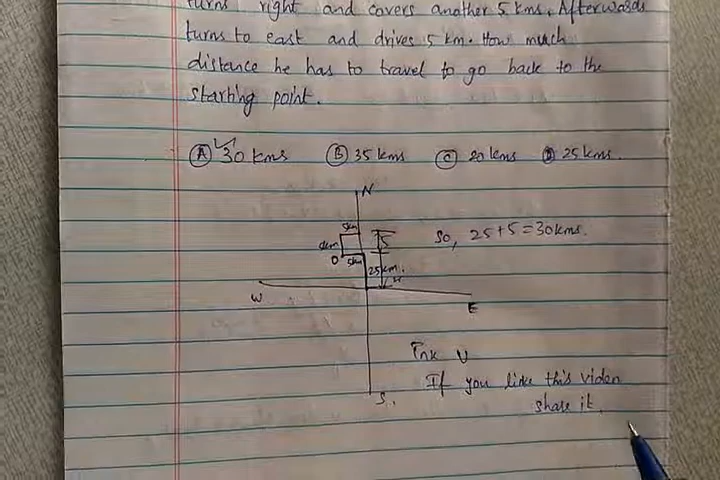 turns right and covers another 5 kms. Afterwards
turns to east and drives 5 km. How much
distance he has to travel to go back to the
starting point.
A 30 kms B 35 kms C 20 kms D 25 kms.
N
5km
5
So, 25+5=30kms.
5km
25km.
W
E
Tnk U
If you like this video
share it.
S.